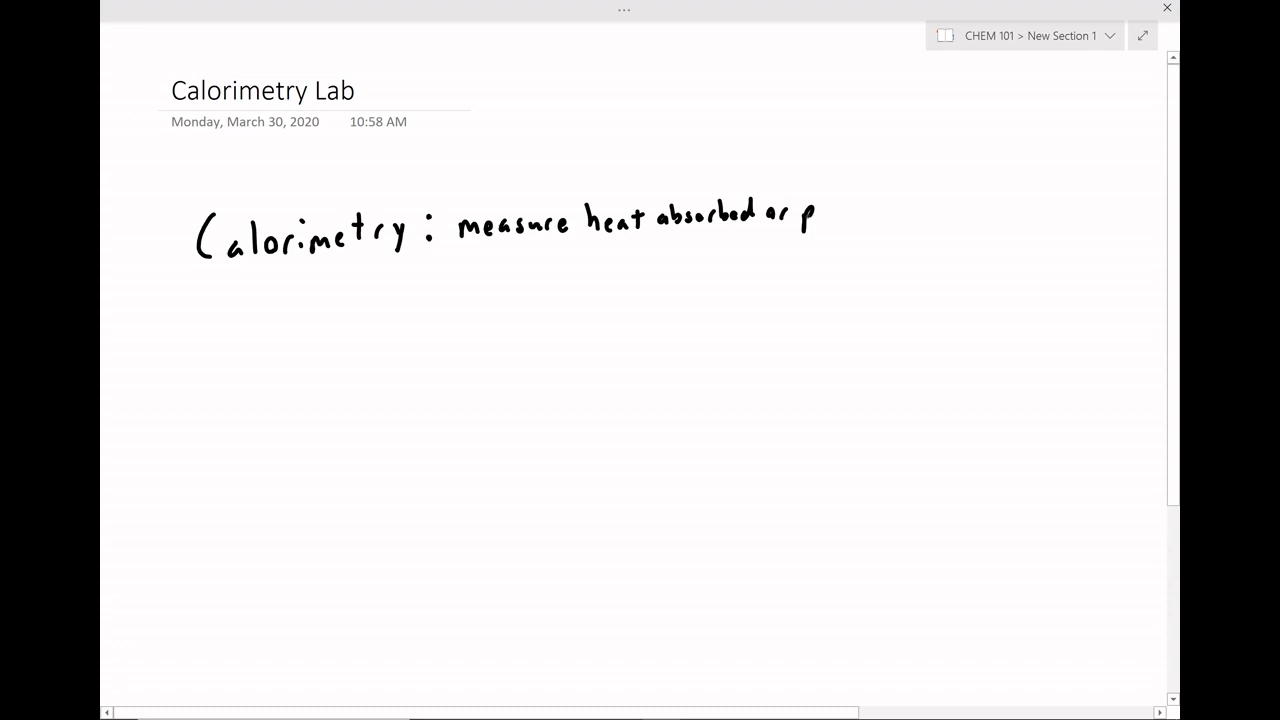 CHEM 101 > New Section 1
Calorimetry Lab
Monday, March 30, 2020 10:58 AM
Calorimetry : measure heat absorbed or p